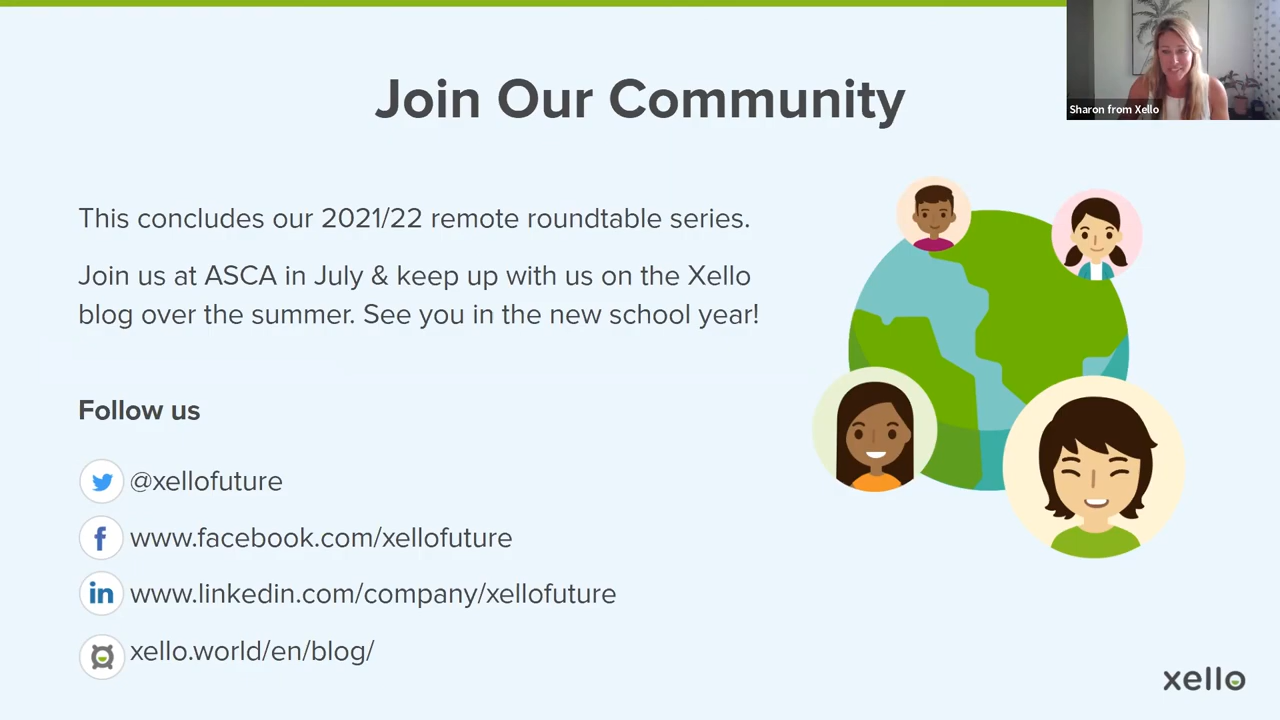 Join Our Community
Sharon from Xello
This concludes our 2021/22 remote roundtable series.
Join us at ASCA in July & keep up with us on the Xello
blog over the summer. See you in the new school year!
Follow us
@xellofuture
www.facebook.com/xellofuture
www.linkedin.com/company/xellofuture
xello.world/en/blog/
xello